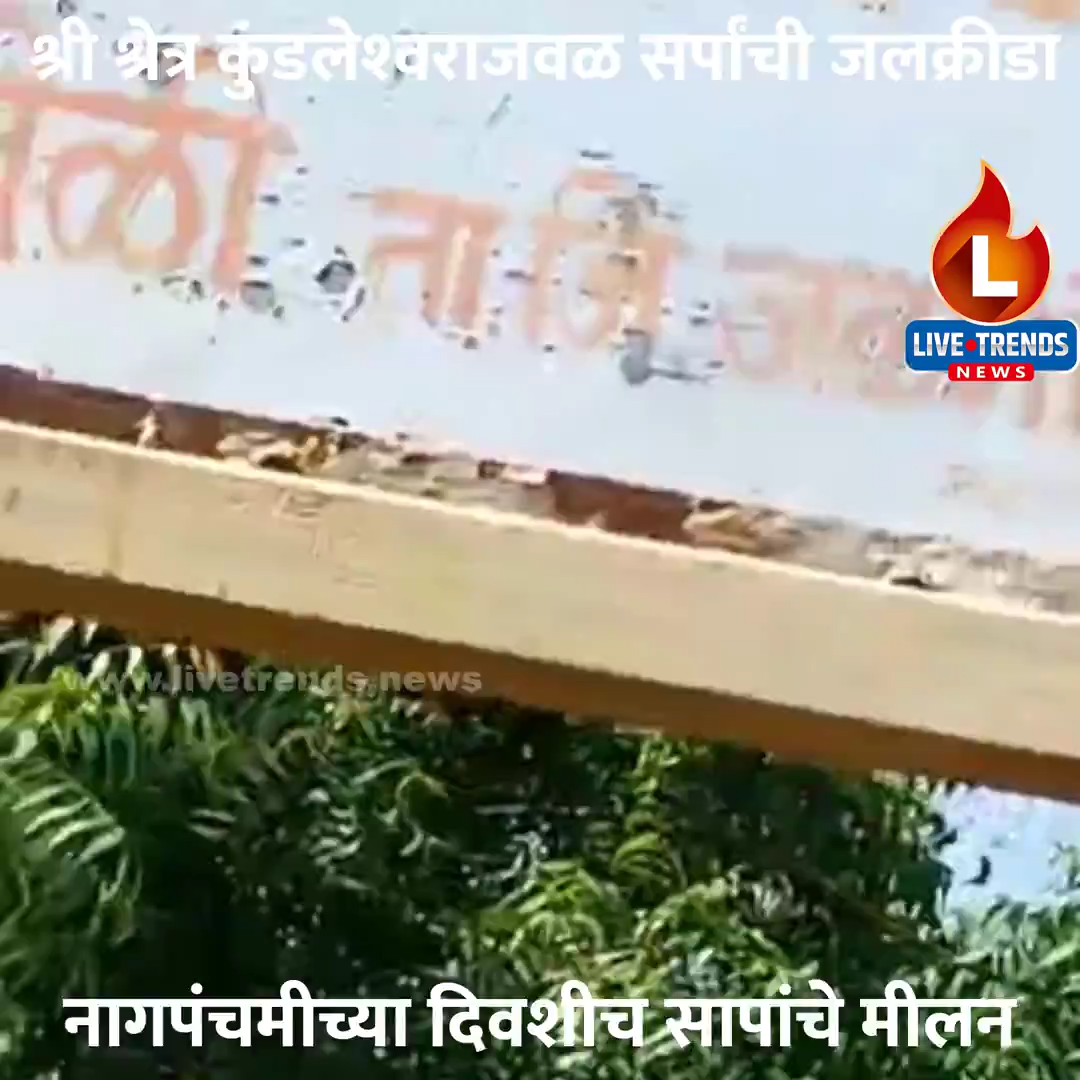 श्री श्रेत्र कुंडलेश्वराजवळ सर्पांची जलक्रीडा
L
LIVE TRENDS
NEWS
www.livetrends.news
नागपंचमीच्या दिवशीच सापांचे मीलन